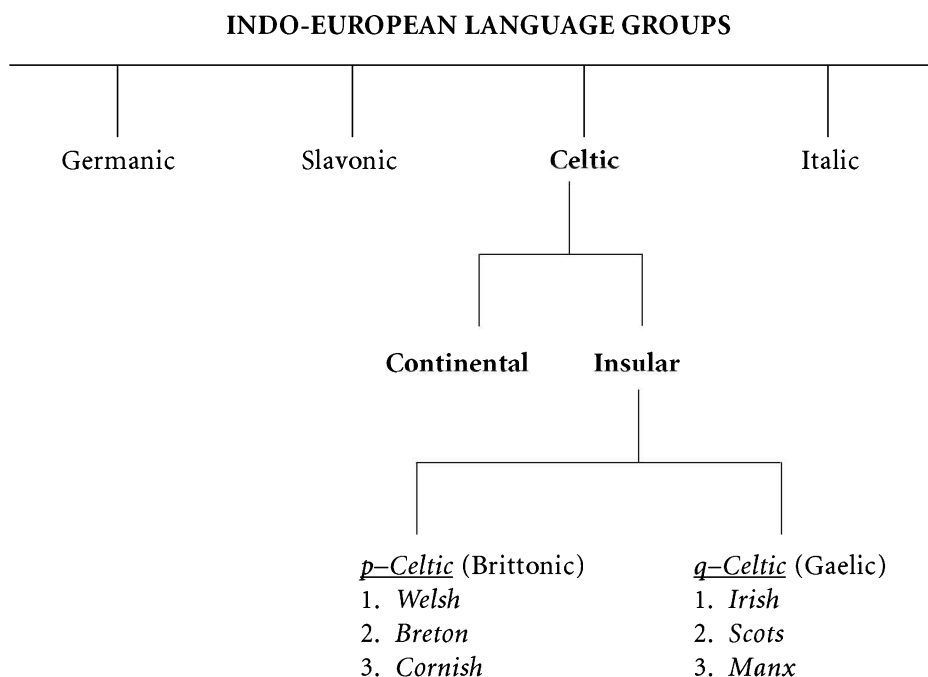 INDO-EUROPEAN LANGUAGE GROUPS
Germanic Slavonic Celtic Italic
Continental Insular
p–Celtic (Brittonic) q–Celtic (Gaelic)
1. Welsh 1. Irish
2. Breton 2. Scots
3. Cornish 3. Manx